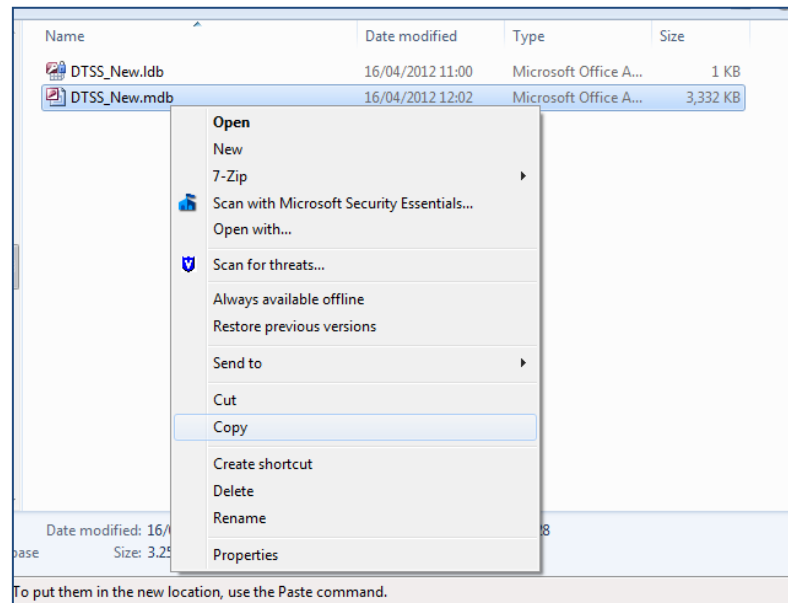 Name Date modified Type Size
DTSS_New.ldb 16/04/2012 11:00 Microsoft Office A... 1 KB
DTSS_New.mdb 16/04/2012 12:02 Microsoft Office A... 3,332 KB
Open
New
7-Zip
Scan with Microsoft Security Essentials...
Open with...
Scan for threats...
Always available offline
Restore previous versions
Send to
Cut
Copy
Create shortcut
Delete
Rename
Properties
Date modified: 16/
Size: 3.25
To put them in the new location, use the Paste command.